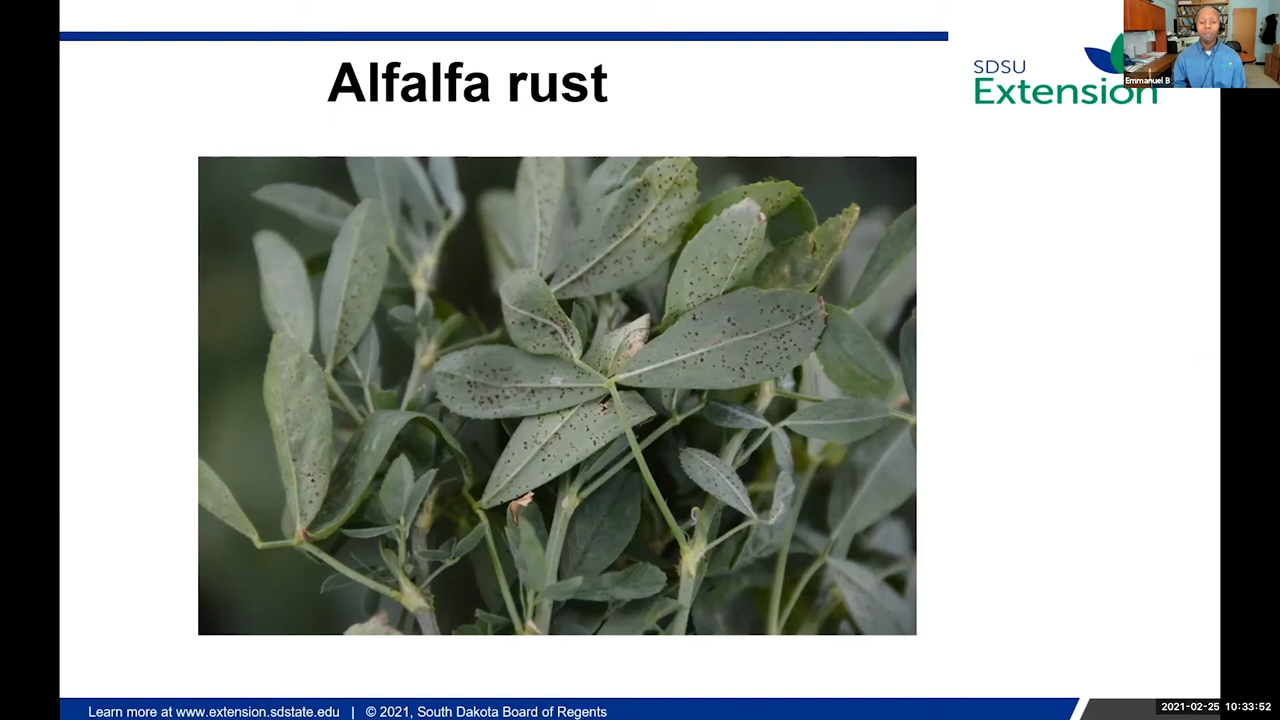 Alfalfa rust
SDSU
Extension
Emmanuel B
Learn more at www.extension.sdstate.edu | © 2021, South Dakota Board of Regents
2021-02-25 10:33:52